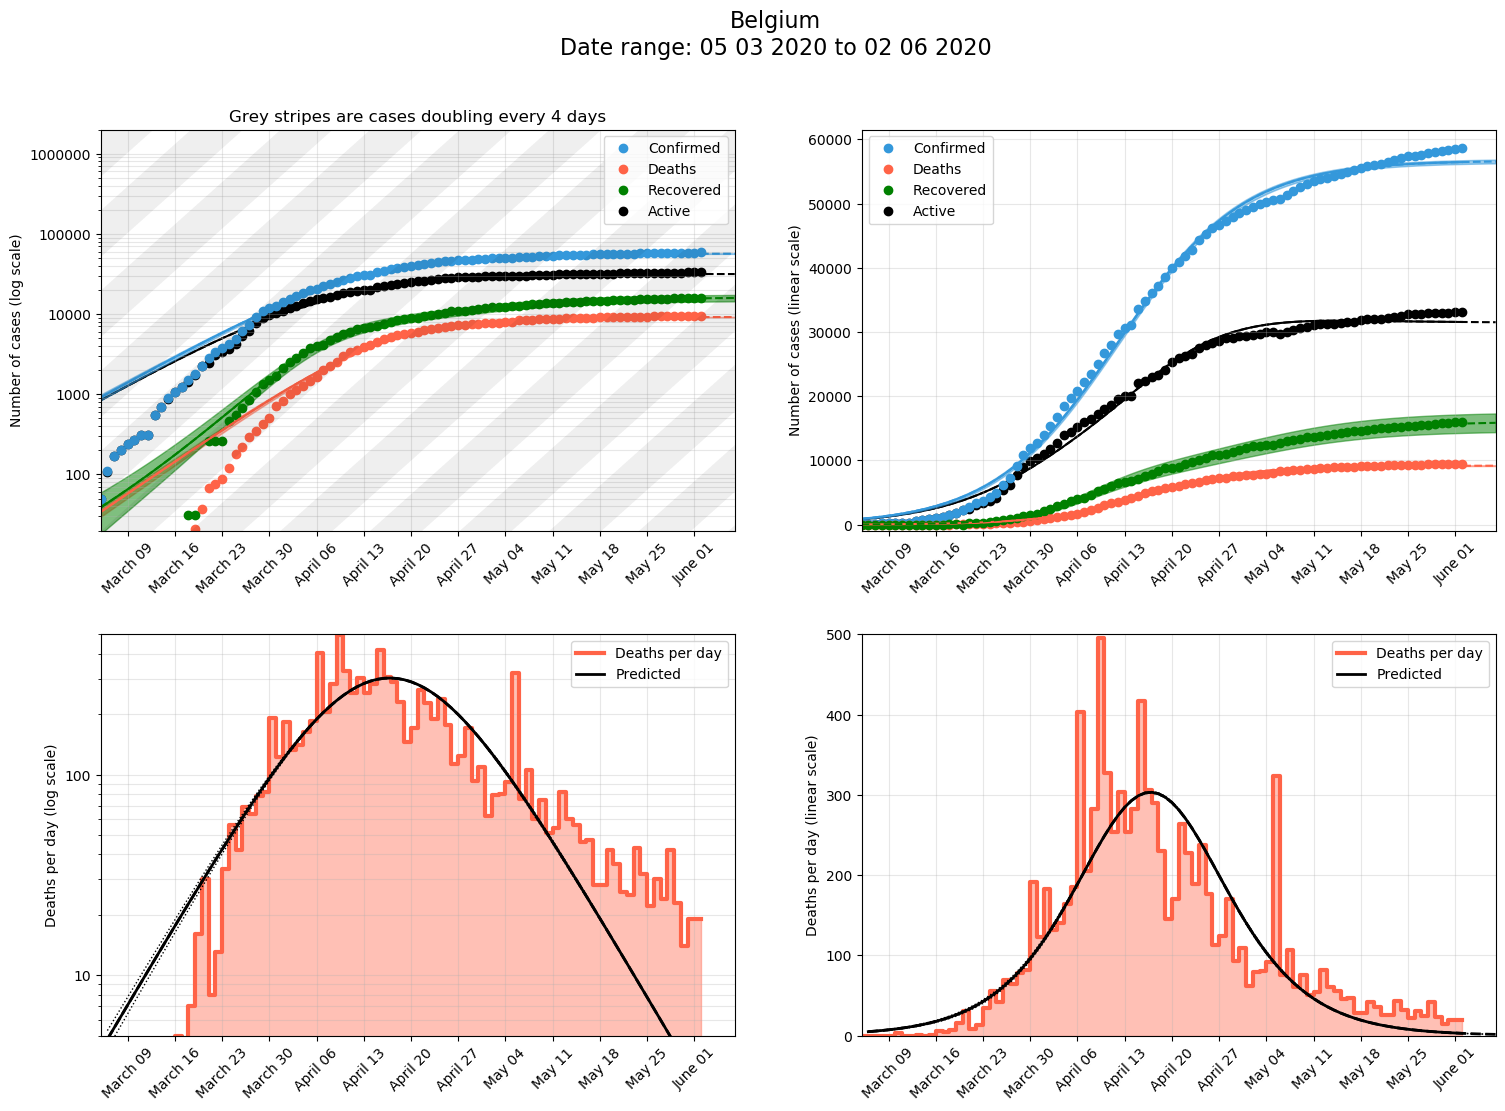 Belgium
Date range: 05 03 2020 to 02 06 2020
Grey stripes are cases doubling every 4 days
Number of cases (log scale)
1000000
100000
10000
1000
100
Confirmed
Deaths
Recovered
Active
March 09
March 16
March 23
March 30
April 06
April 13
April 20
April 27
May 04
May 11
May 18
May 25
June 01
Number of cases (linear scale)
60000
50000
40000
30000
20000
10000
0
Confirmed
Deaths
Recovered
Active
March 09
March 16
March 23
March 30
April 06
April 13
April 20
April 27
May 04
May 11
May 18
May 25
June 01
Deaths per day (log scale)
100
10
Deaths per day
Predicted
March 09
March 16
March 23
March 30
April 06
April 13
April 20
April 27
May 04
May 11
May 18
May 25
June 01
Deaths per day (linear scale)
500
400
300
200
100
0
Deaths per day
Predicted
March 09
March 16
March 23
March 30
April 06
April 13
April 20
April 27
May 04
May 11
May 18
May 25
June 01